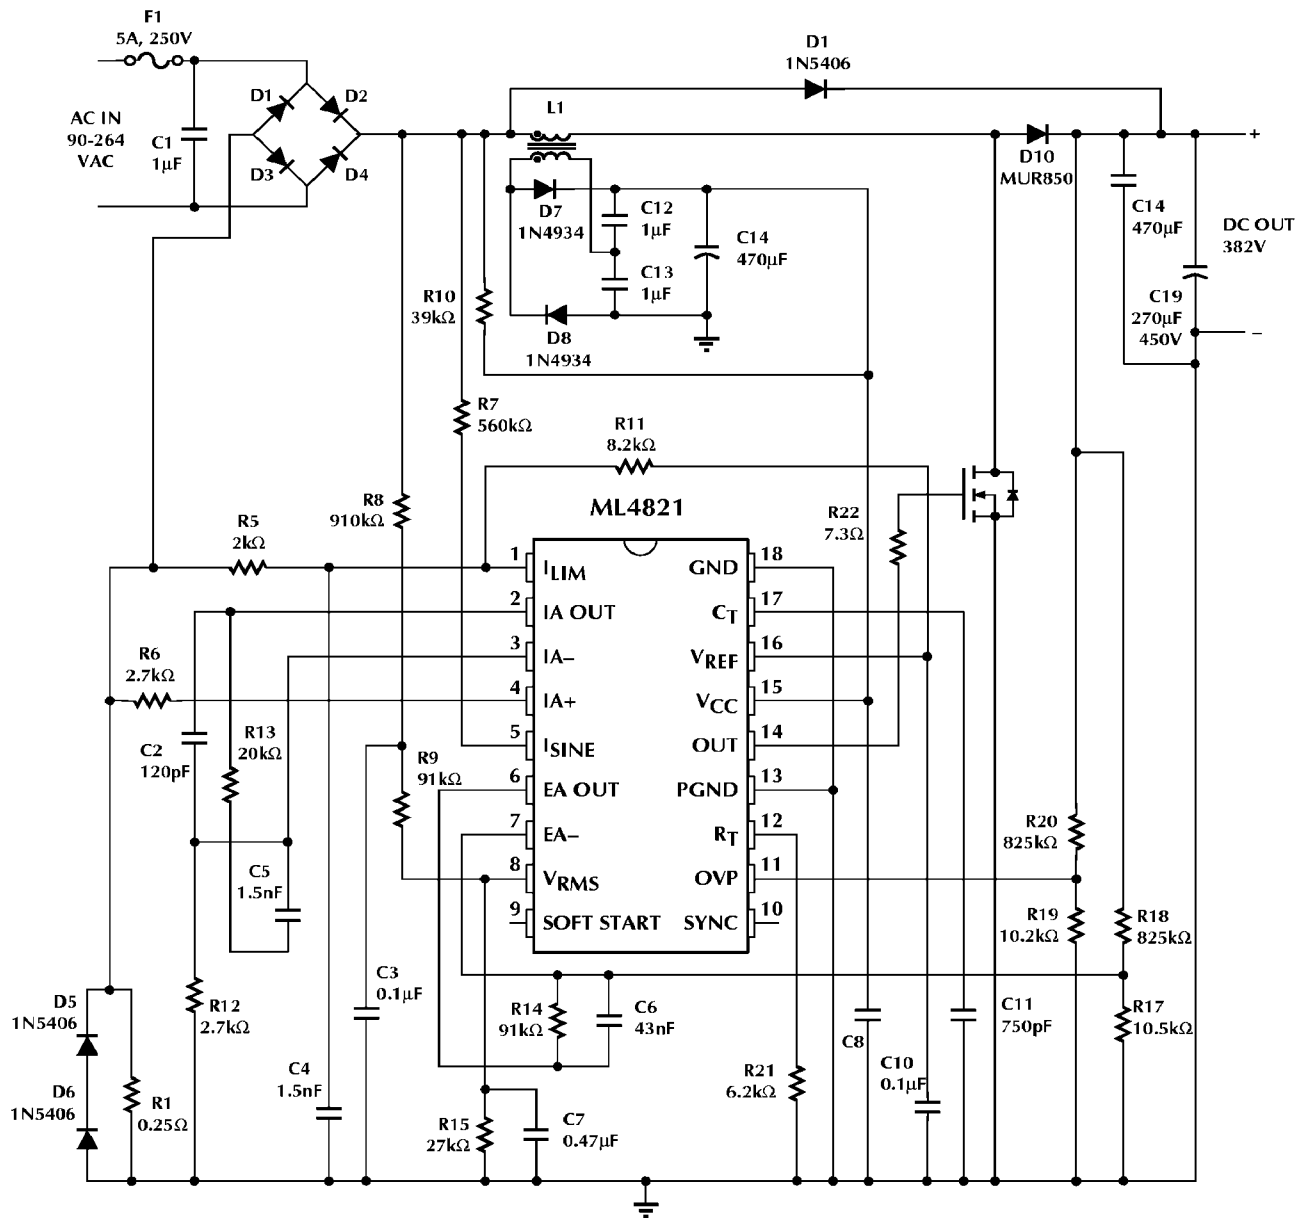 F1
5A, 250V
D1
1N5406
AC IN
90-264
VAC
C1
1µF
D1
D2
D3
D4
L1
D10
MUR850
+
C14
470µF
DC OUT
382V
C19
270µF
450V
–
D7
1N4934
C12
1µF
C13
1µF
C14
470µF
D8
1N4934
R10
39kΩ
R7
560kΩ
R11
8.2kΩ
R8
910kΩ
R22
7.3Ω
R5
2kΩ
ML4821
1 ILIM
2 IA OUT
3 IA–
4 IA+
5 ISINE
6 EA OUT
7 EA–
8 VRMS
9 SOFT START
18 GND
17 CT
16 VREF
15 VCC
14 OUT
13 PGND
12 RT
11 OVP
10 SYNC
R6
2.7kΩ
C2
120pF
R13
20kΩ
R9
91kΩ
C5
1.5nF
R20
825kΩ
R19
10.2kΩ
R18
825kΩ
R17
10.5kΩ
D5
1N5406
D6
1N5406
R1
0.25Ω
R12
2.7kΩ
C4
1.5nF
C3
0.1µF
R14
91kΩ
C6
43nF
R15
27kΩ
C7
0.47µF
R21
6.2kΩ
C8
C10
0.1µF
C11
750pF